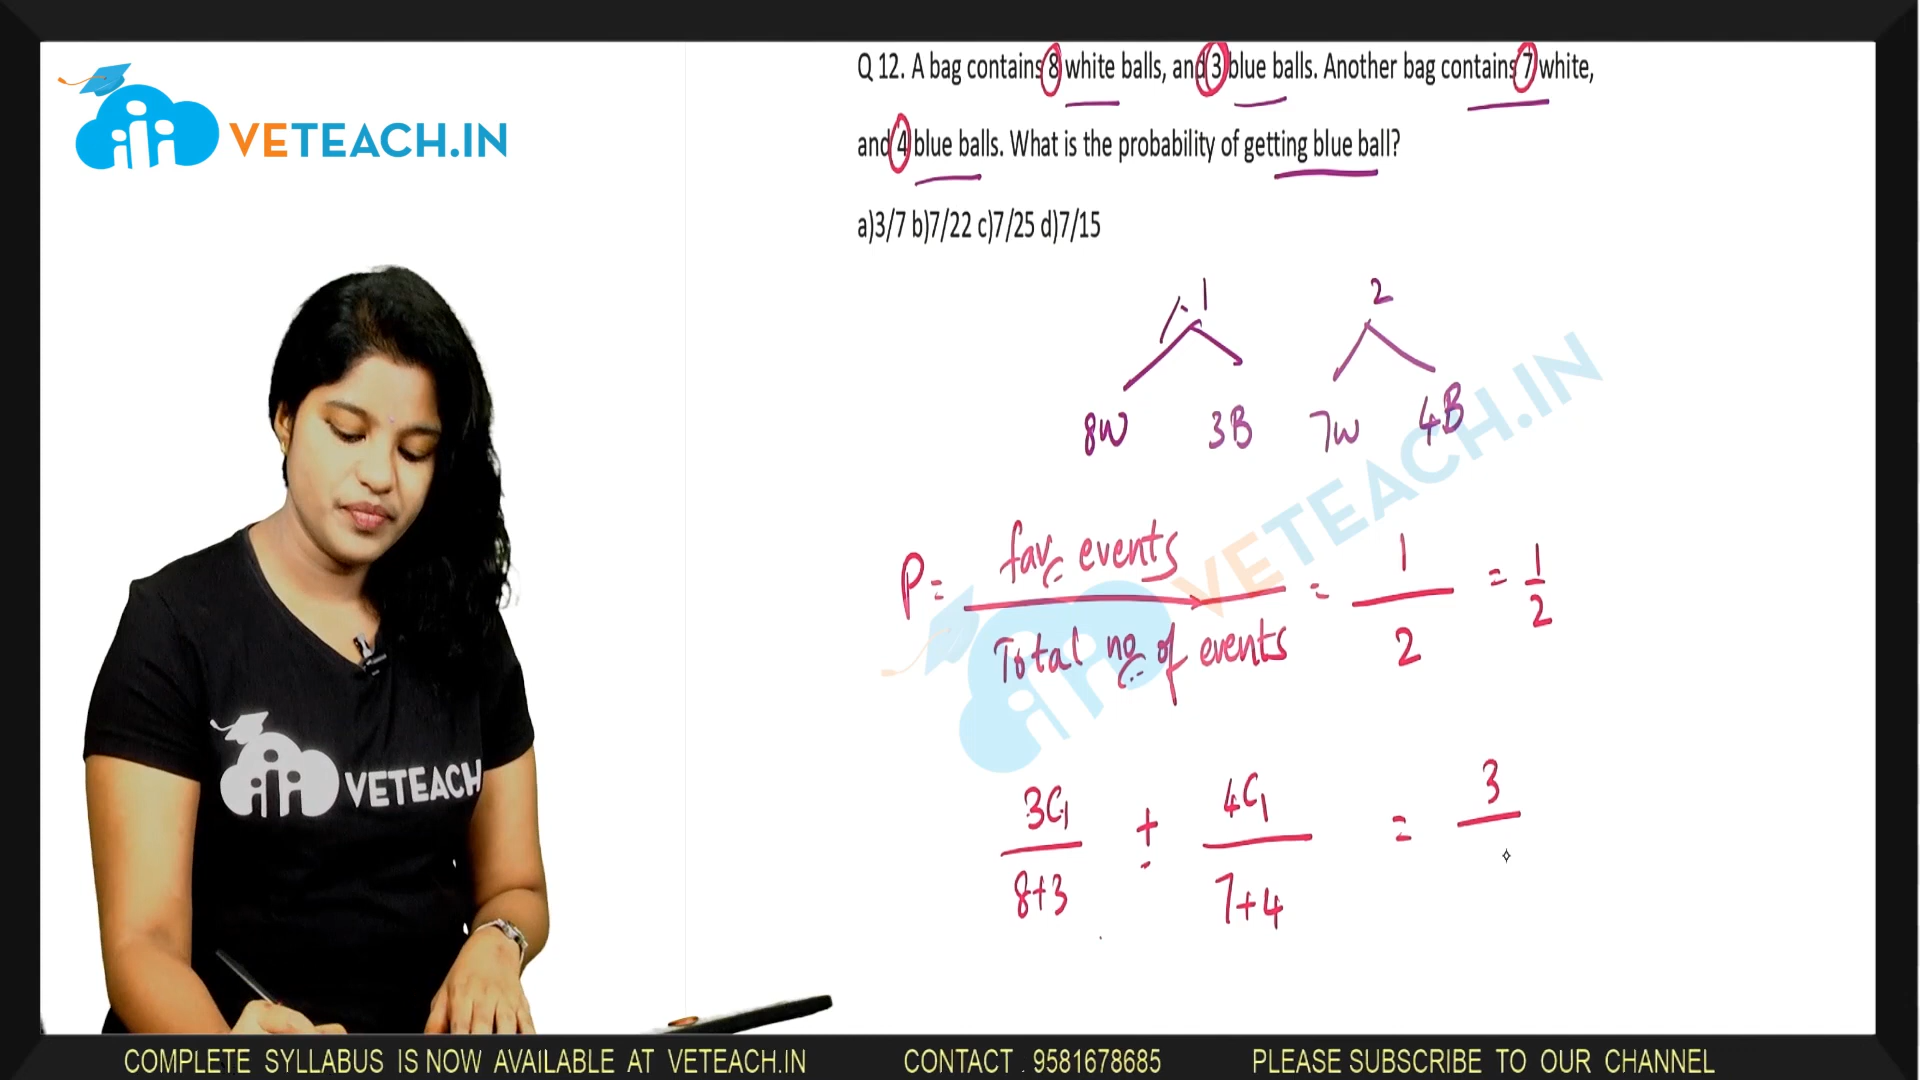 VETEACH.IN
Q 12. A bag contains 8 white balls, and 3 blue balls. Another bag contains 7 white,
and 4 blue balls. What is the probability of getting blue ball?
a)3/7 b)7/22 c)7/25 d)7/15
1 2
8W 3B 7W 4B
P = fav. events / Total no of events = 1/2 = 1/2
3C1 / 8+3 + 4C1 / 7+4 = 3
VETEACH.IN
VETEACH
COMPLETE SYLLABUS IS NOW AVAILABLE AT VETEACH.IN CONTACT . 9581678685 PLEASE SUBSCRIBE TO OUR CHANNEL